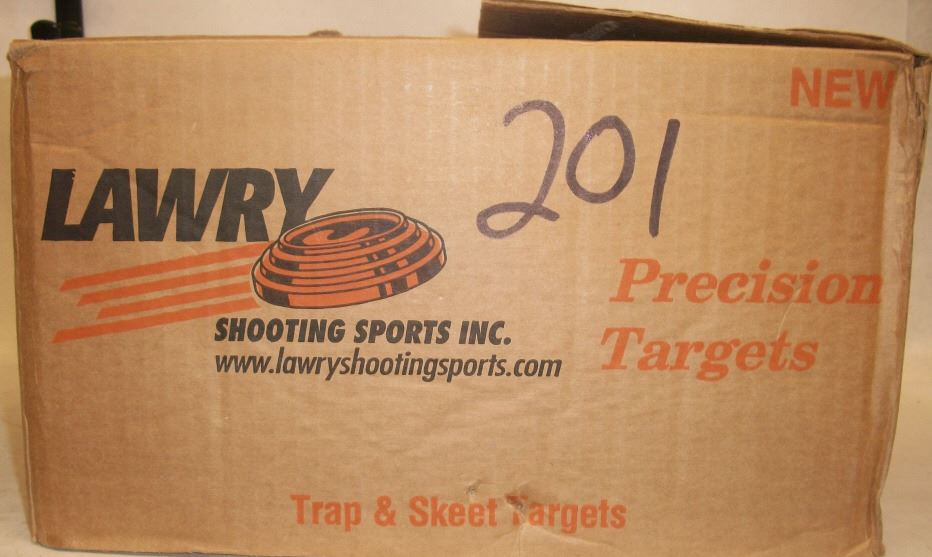 NEW
201
LAWRY
SHOOTING SPORTS INC.
www.lawryshootingsports.com
Precision
Targets
Trap & Skeet Targets